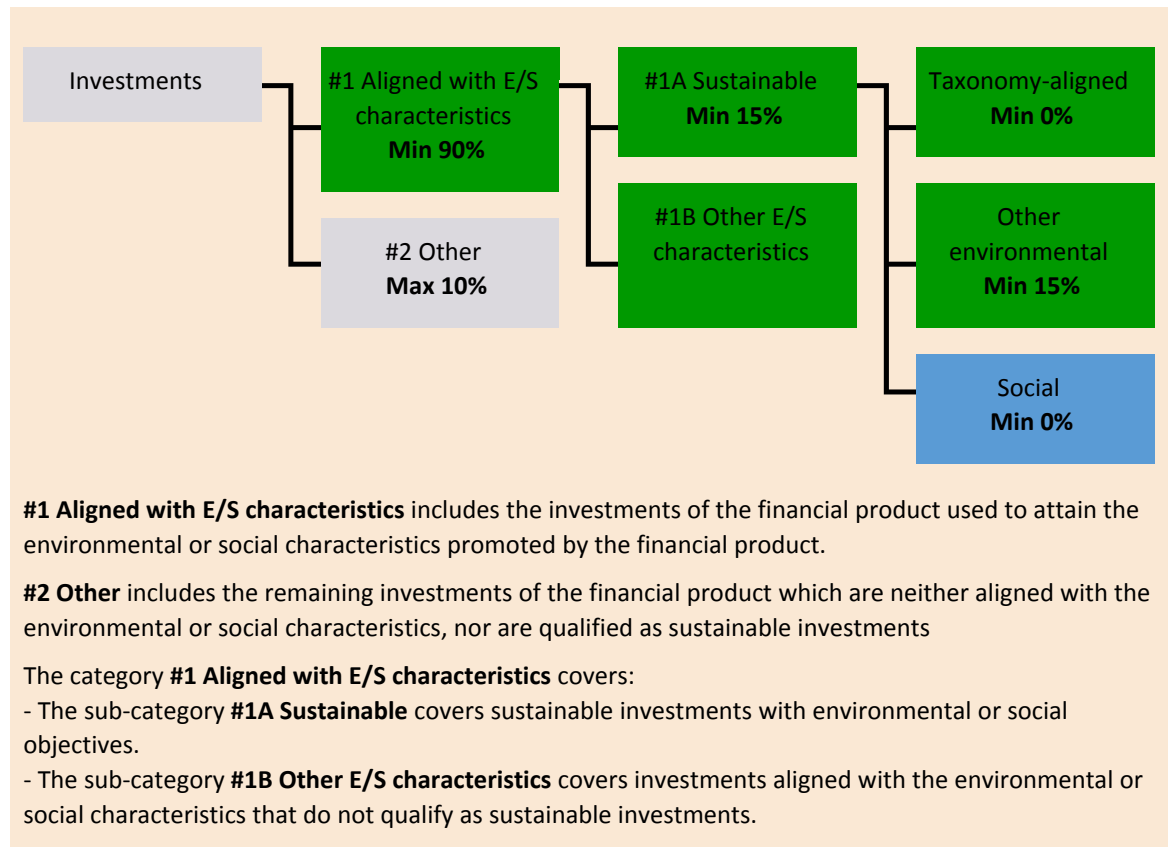 Investments
#1 Aligned with E/S
characteristics
Min 90%
#2 Other
Max 10%
#1A Sustainable
Min 15%
#1B Other E/S
characteristics
Taxonomy-aligned
Min 0%
Other
environmental
Min 15%
Social
Min 0%
#1 Aligned with E/S characteristics includes the investments of the financial product used to attain the
environmental or social characteristics promoted by the financial product.
#2 Other includes the remaining investments of the financial product which are neither aligned with the
environmental or social characteristics, nor are qualified as sustainable investments
The category #1 Aligned with E/S characteristics covers:
- The sub-category #1A Sustainable covers sustainable investments with environmental or social
objectives.
- The sub-category #1B Other E/S characteristics covers investments aligned with the environmental or
social characteristics that do not qualify as sustainable investments.